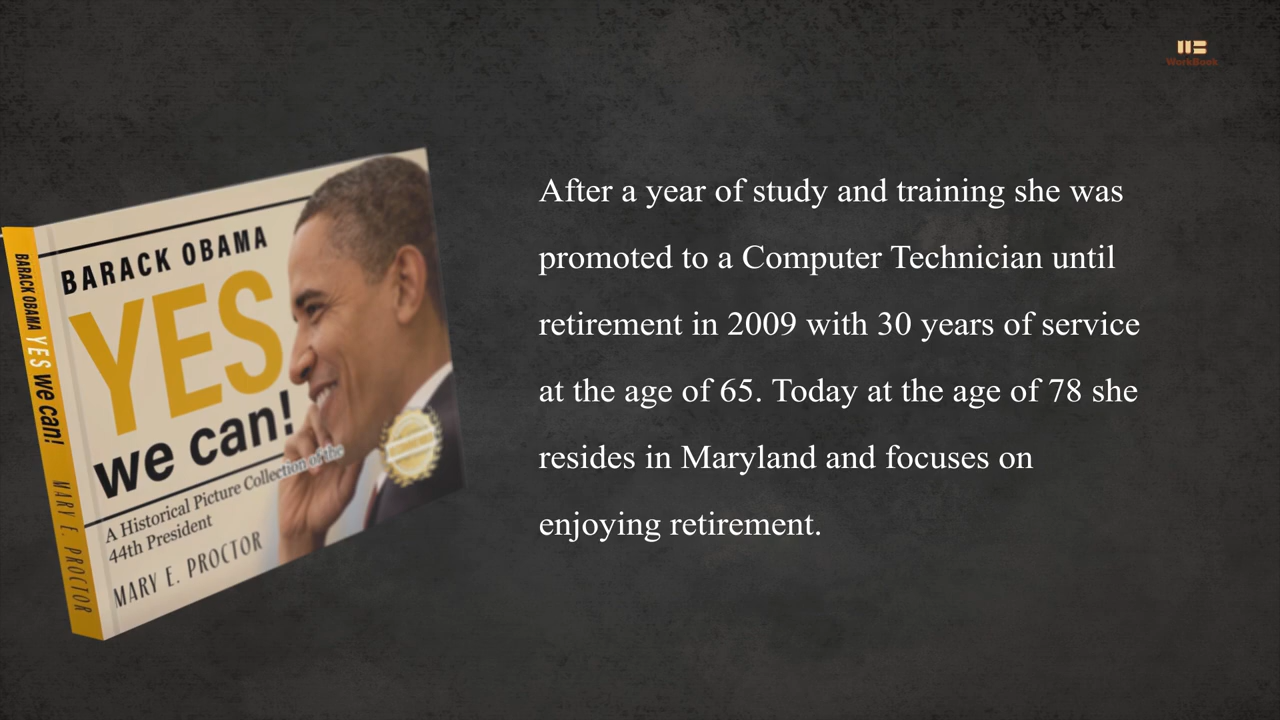 WorkBook
BARACK OBAMA
YES
we can!
A Historical Picture Collection of the
44th President
MARY E. PROCTOR
BARACK OBAMA YES we can! MARY E. PROCTOR
After a year of study and training she was
promoted to a Computer Technician until
retirement in 2009 with 30 years of service
at the age of 65. Today at the age of 78 she
resides in Maryland and focuses on
enjoying retirement.